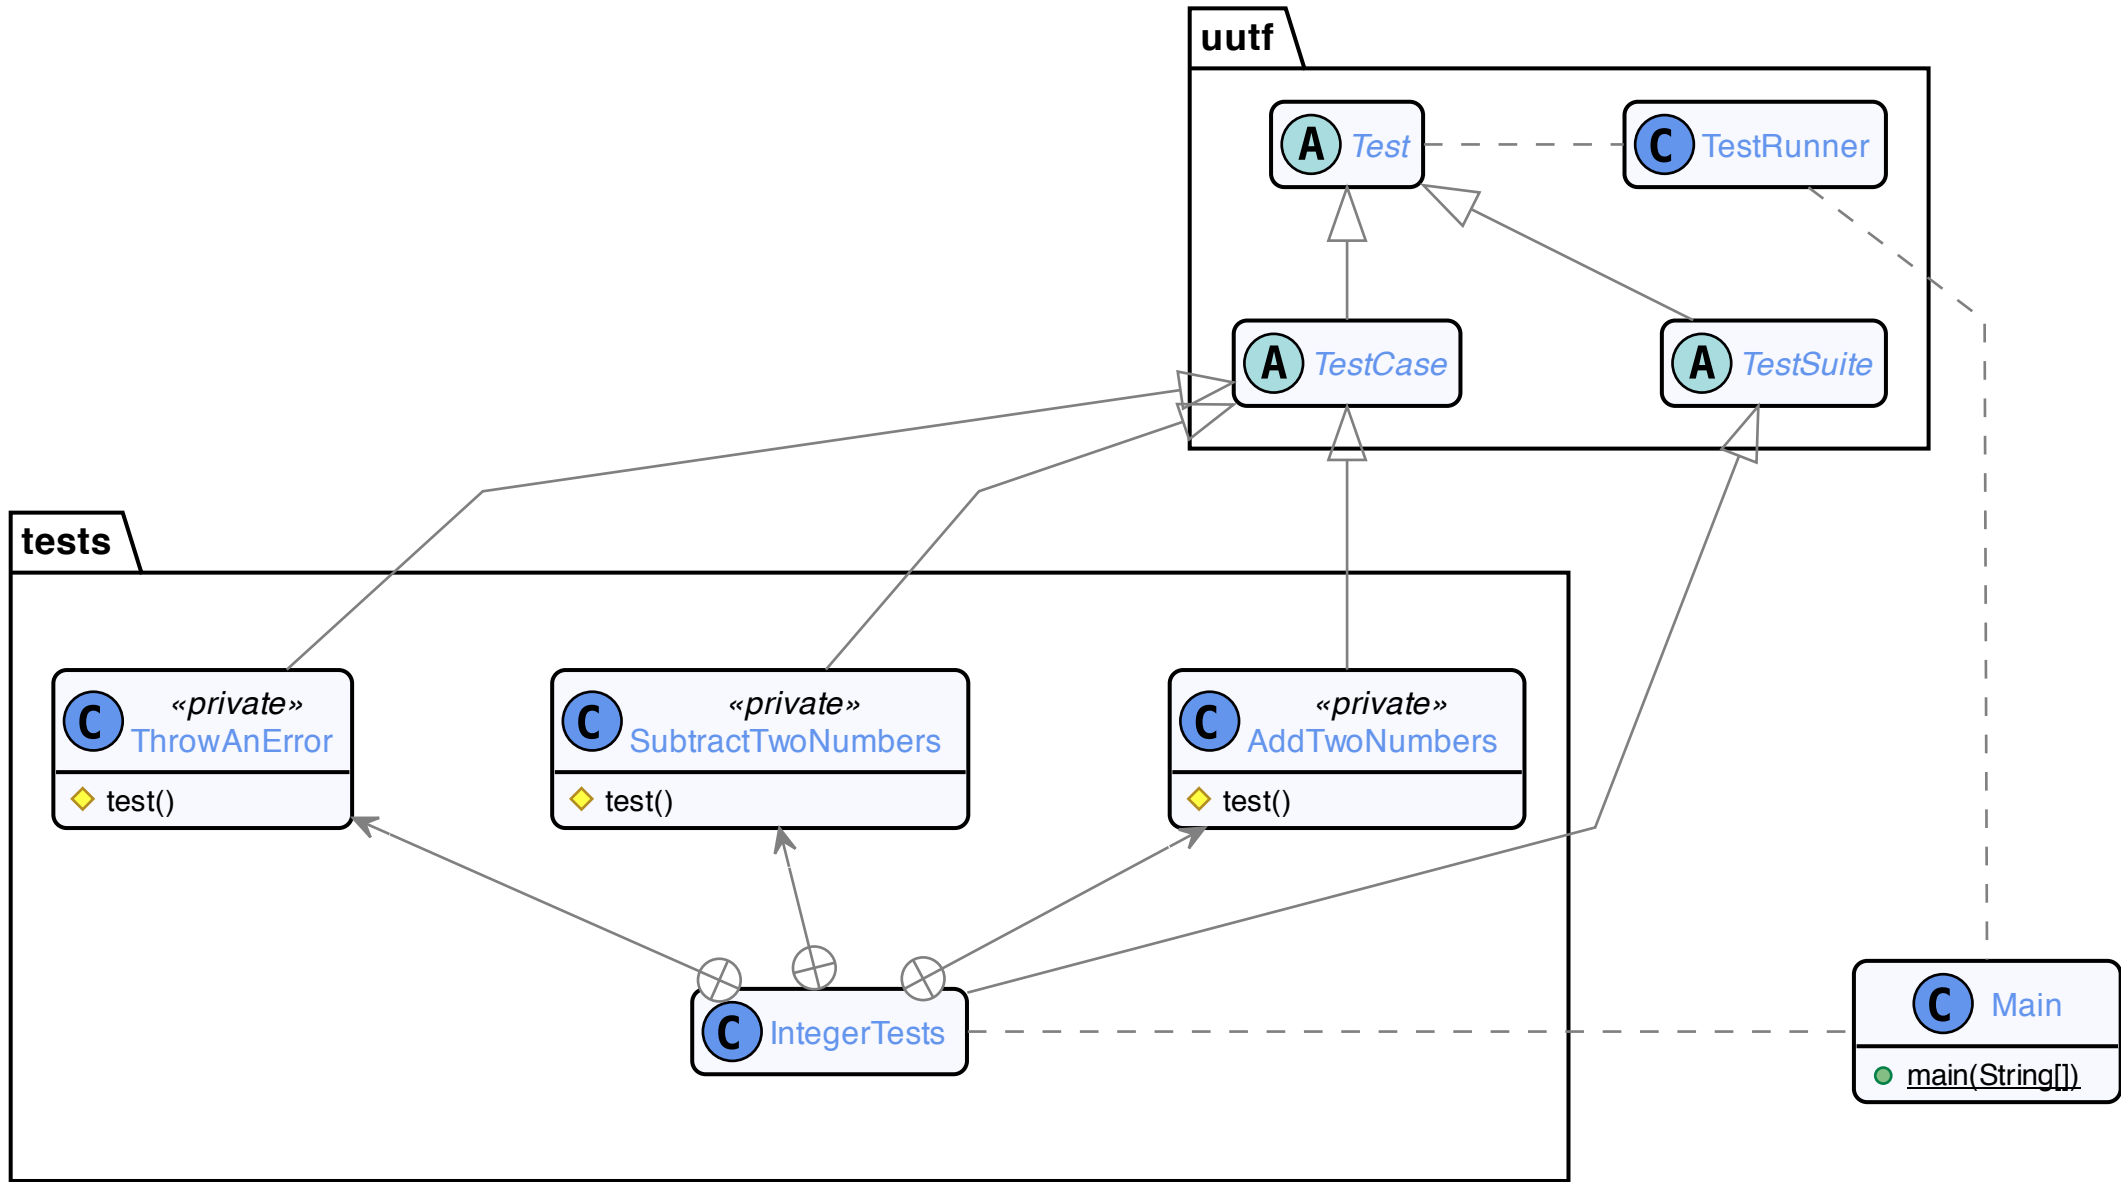 uutf
A Test
C TestRunner
A TestCase
A TestSuite
tests
«private»
C ThrowAnError
test()
«private»
C SubtractTwoNumbers
test()
«private»
C AddTwoNumbers
test()
C IntegerTests
C Main
main(String[])